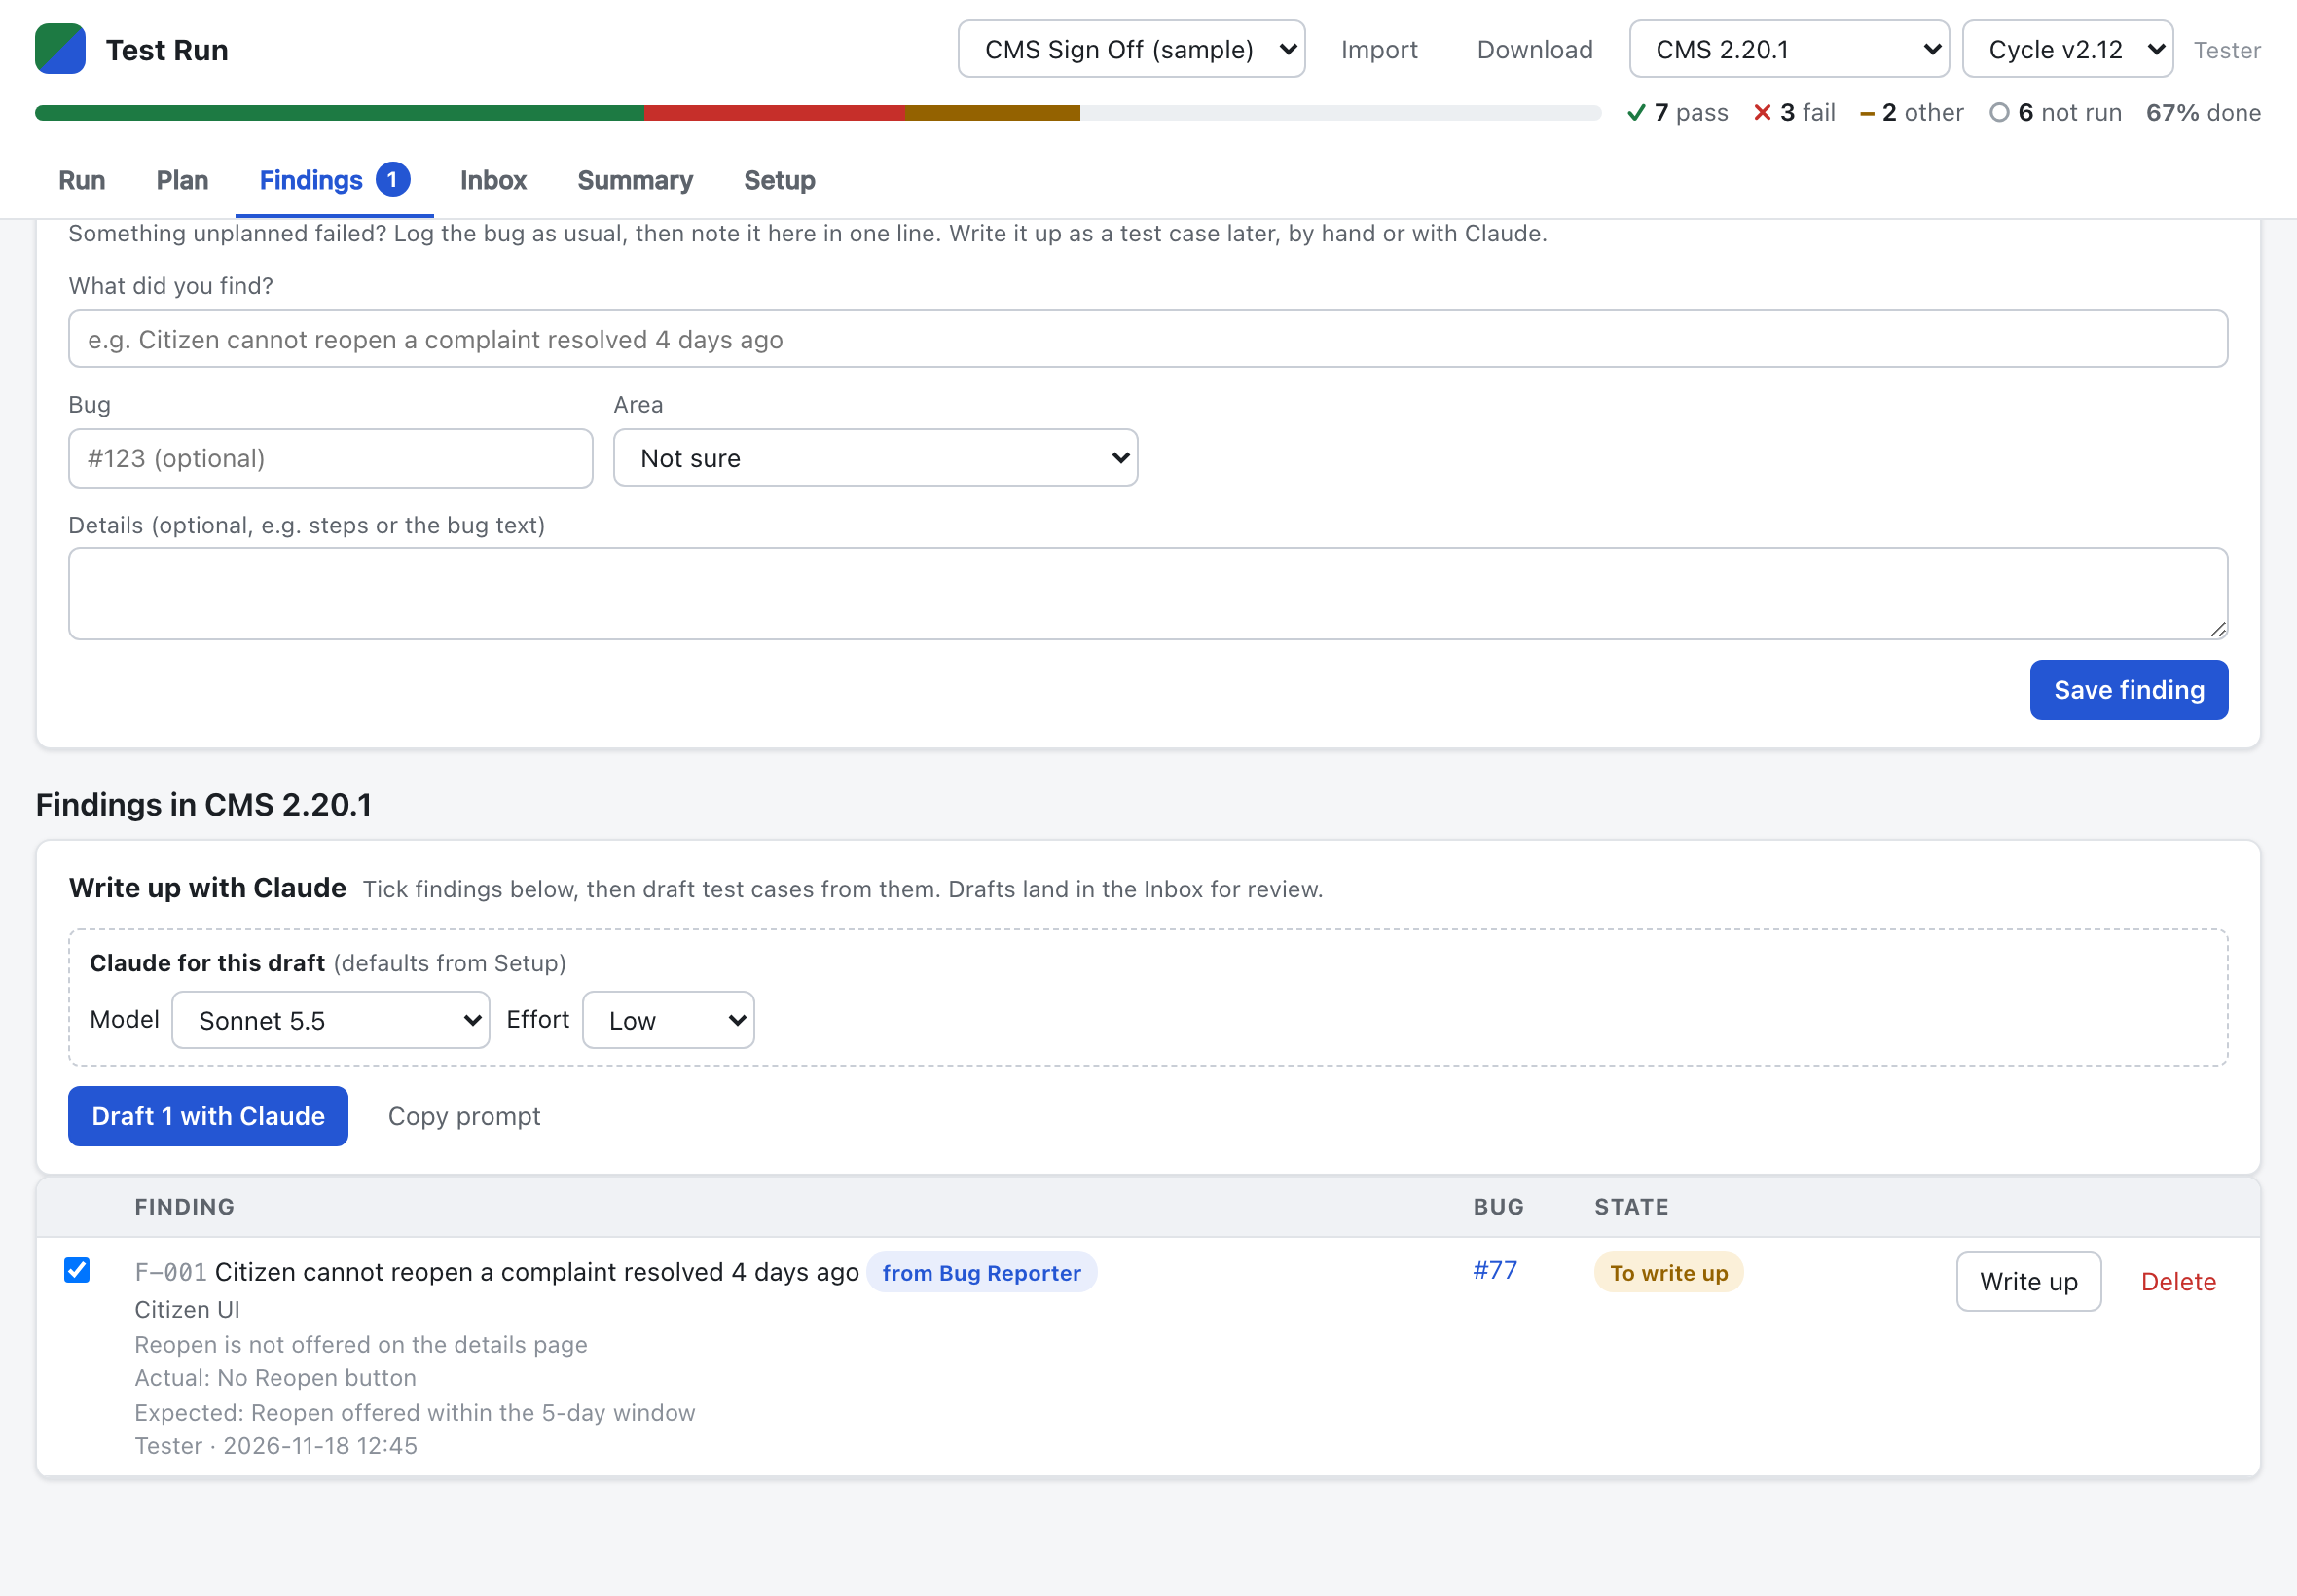 Test Run
CMS Sign Off (sample)
Import
Download
CMS 2.20.1
Cycle v2.12
Tester
7 pass
3 fail
2 other
6 not run
67% done
Run
Plan
Findings 1
Inbox
Summary
Setup
Something unplanned failed? Log the bug as usual, then note it here in one line. Write it up as a test case later, by hand or with Claude.
What did you find?
e.g. Citizen cannot reopen a complaint resolved 4 days ago
Bug
Area
#123 (optional)
Not sure
Details (optional, e.g. steps or the bug text)
Save finding
Findings in CMS 2.20.1
Write up with Claude Tick findings below, then draft test cases from them. Drafts land in the Inbox for review.
Claude for this draft (defaults from Setup)
Model Sonnet 5.5 Effort Low
Draft 1 with Claude
Copy prompt
FINDING BUG STATE
F-001 Citizen cannot reopen a complaint resolved 4 days ago from Bug Reporter
#77
To write up
Write up
Delete
Citizen UI
Reopen is not offered on the details page
Actual: No Reopen button
Expected: Reopen offered within the 5-day window
Tester · 2026-11-18 12:45